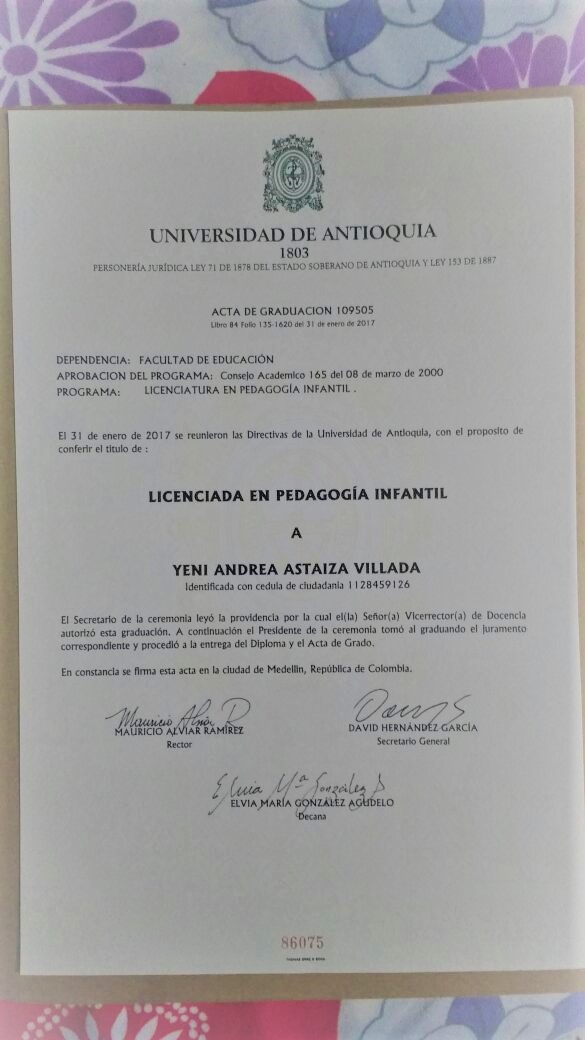 UNIVERSIDAD DE ANTIOQUIA
1803
PERSONERÍA JURÍDICA LEY 71 DE 1878 DEL ESTADO SOBERANO DE ANTIOQUIA Y LEY 153 DE 1887
ACTA DE GRADUACION 109505
Libro 84 Folio 135-1620 del 31 de enero de 2017
DEPENDENCIA: FACULTAD DE EDUCACIÓN
APROBACION DEL PROGRAMA: Consejo Academico 165 del 08 de marzo de 2000
PROGRAMA: LICENCIATURA EN PEDAGOGÍA INFANTIL .
El 31 de enero de 2017 se reunieron las Directivas de la Universidad de Antioquia, con el proposito de
conferir el titulo de :
LICENCIADA EN PEDAGOGÍA INFANTIL
A
YENI ANDREA ASTAIZA VILLADA
Identificada con cedula de ciudadania 1128459126
El Secretario de la ceremonia leyó la providencia por la cual el(la) Señor(a) Vicerrector(a) de Docencia
autorizó esta graduación. A continuación el Presidente de la ceremonia tomó al graduando el juramento
correspondiente y procedió a la entrega del Diploma y el Acta de Grado.
En constancia se firma esta acta en la ciudad de Medellin, República de Colombia.
MAURICIO ALVIAR RAMÍREZ
Rector
DAVID HERNÁNDEZ GARCÍA
Secretario General
Elvia Mª González
ELVIA MARÍA GONZÁLEZ AGUDELO
Decana
86075